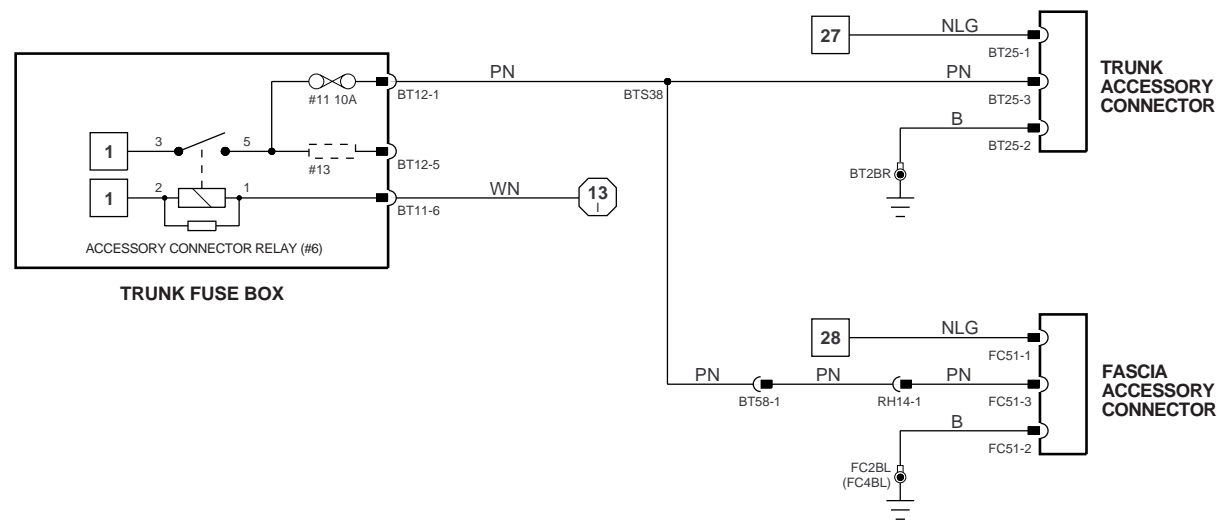 27
NLG
BT25-1
PN
BT25-3
B
BT25-2
BT2BR
TRUNK
ACCESSORY
CONNECTOR
#11 10A
BT12-1
PN
BTS38
1
3
5
#13
BT12-5
1
2
1
BT11-6
WN
13
I
ACCESSORY CONNECTOR RELAY (#6)
TRUNK FUSE BOX
28
NLG
FC51-1
PN
BT58-1
PN
RH14-1
PN
FC51-3
B
FC51-2
FC2BL
(FC4BL)
FASCIA
ACCESSORY
CONNECTOR